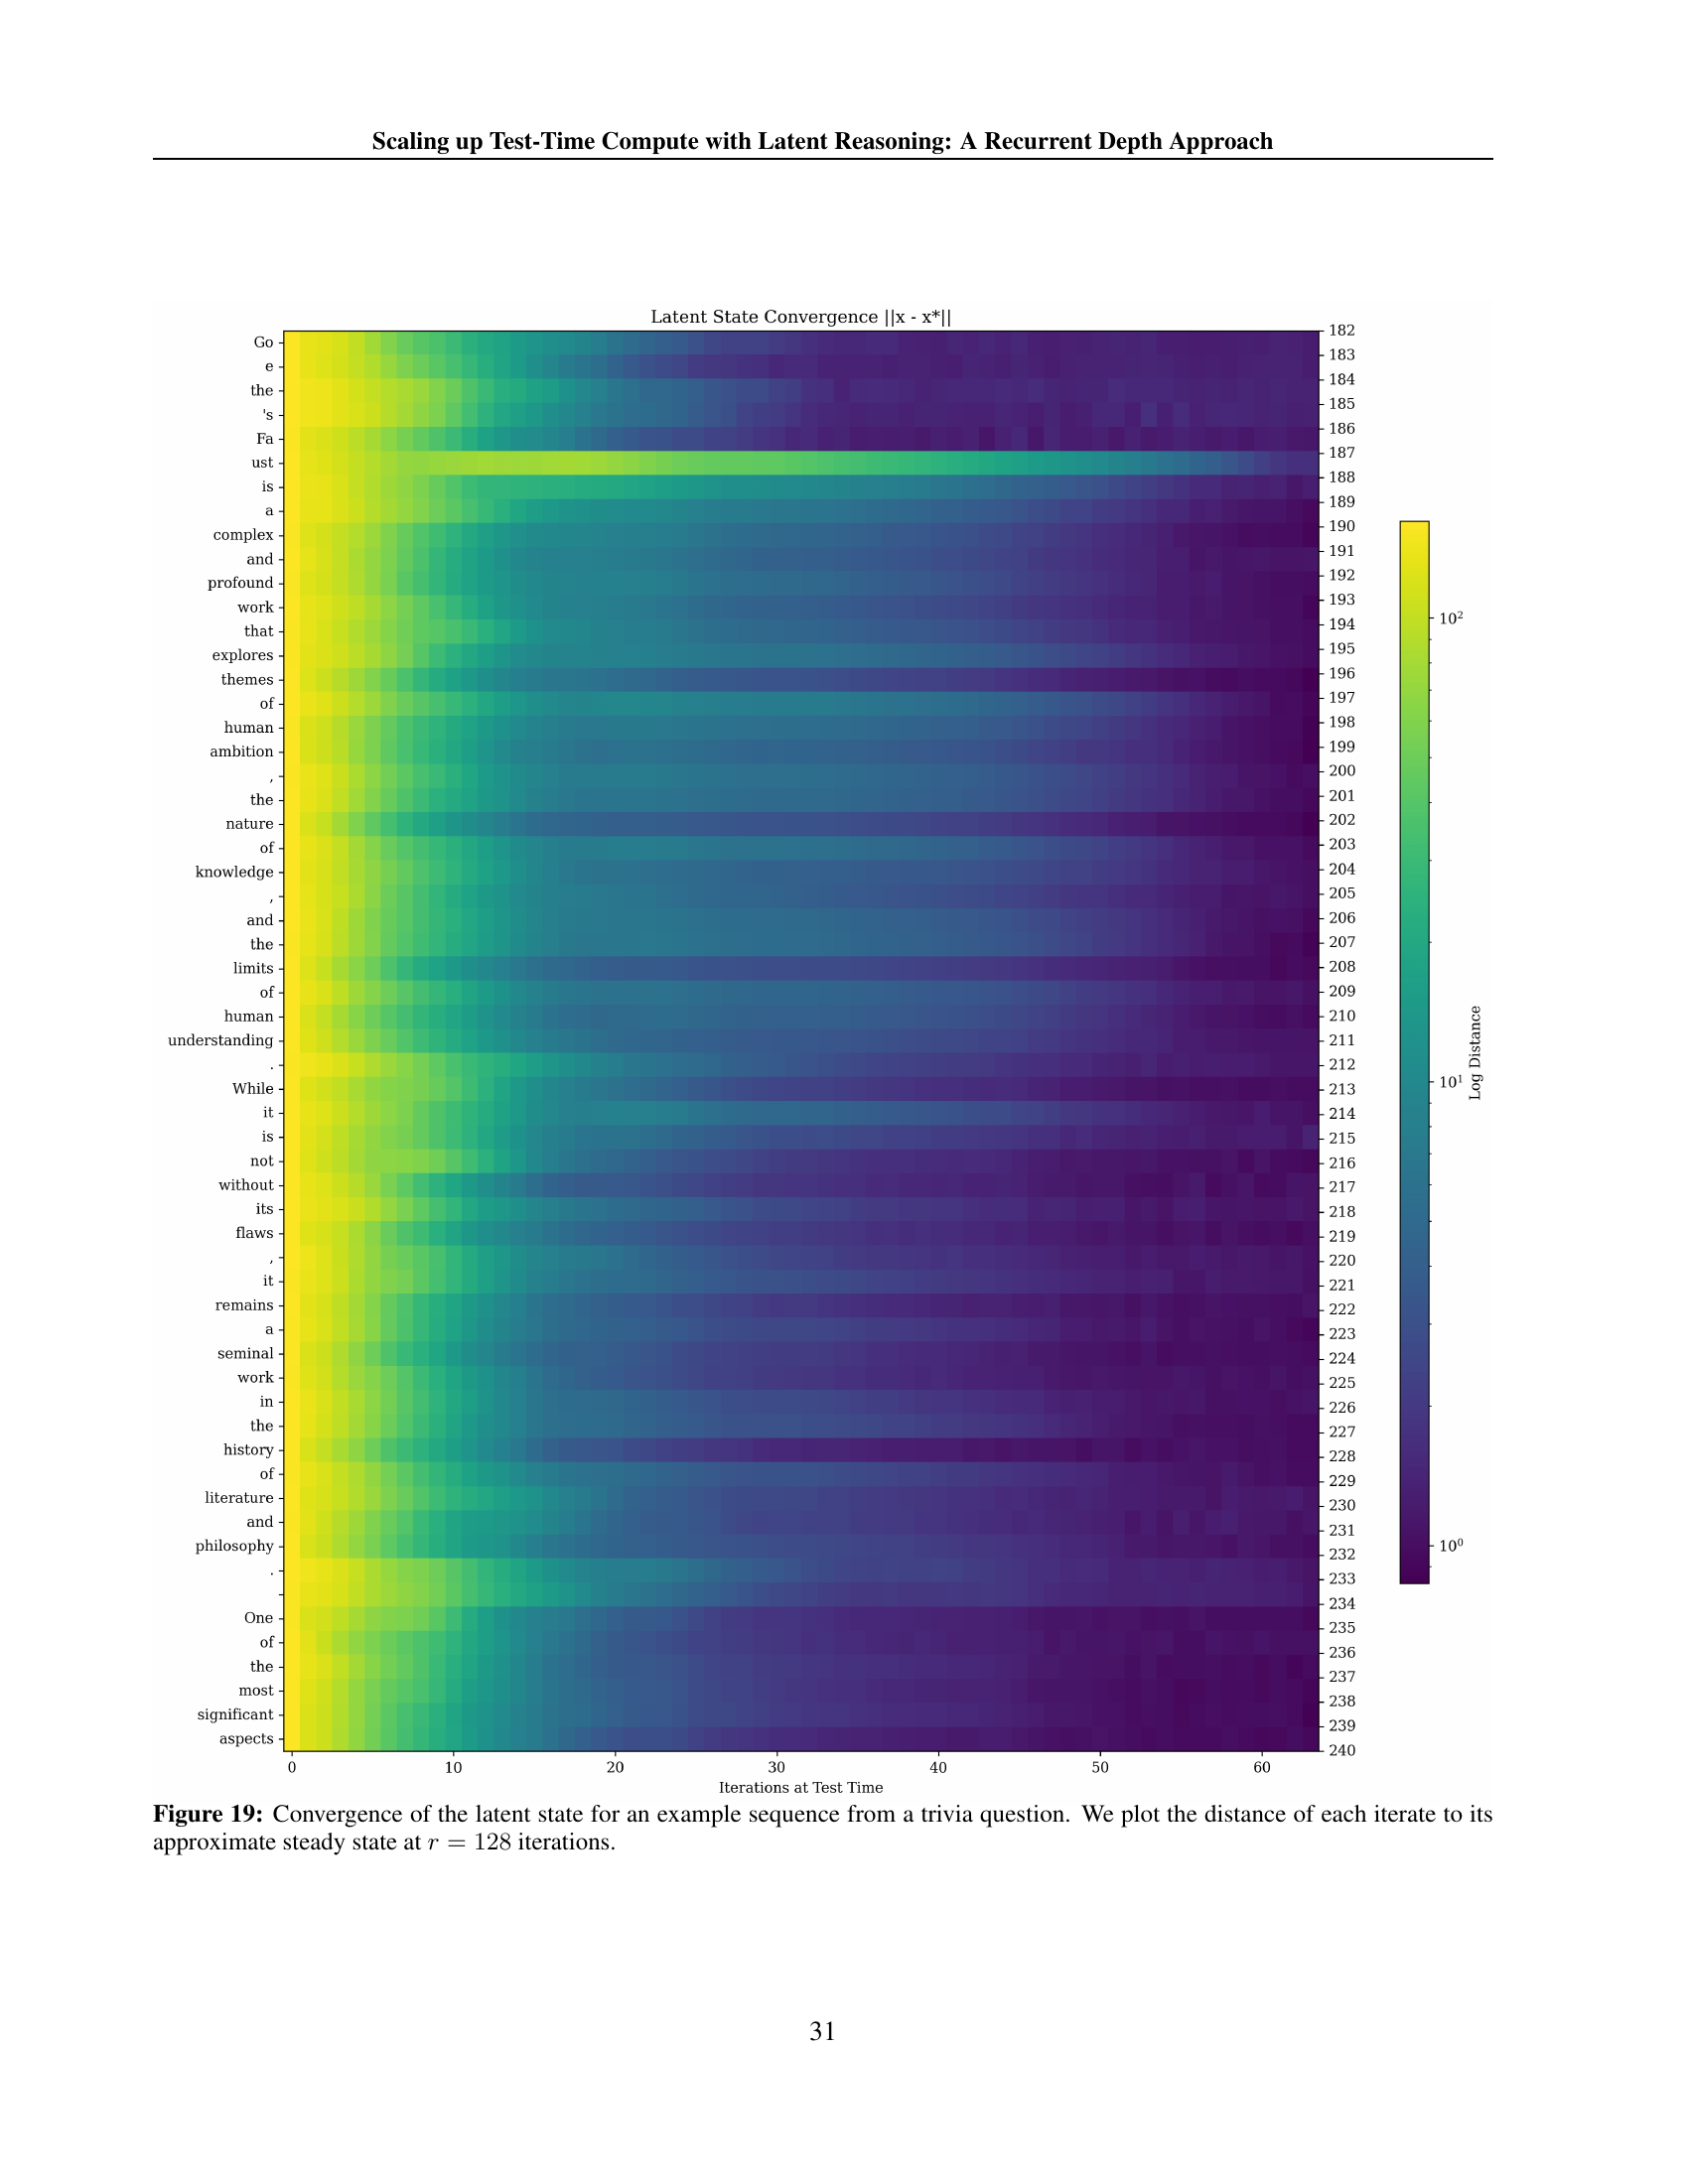 Scaling up Test-Time Compute with Latent Reasoning: A Recurrent Depth Approach
Latent State Convergence ||x - x*||
Go
e
the
's
Fa
ust
is
a
complex
and
profound
work
that
explores
themes
of
human
ambition
,
the
nature
of
knowledge
,
and
the
limits
of
human
understanding
.
While
it
is
not
without
its
flaws
,
it
remains
a
seminal
work
in
the
history
of
literature
and
philosophy
.
One
of
the
most
significant
aspects
182
183
184
185
186
187
188
189
190
191
192
193
194
195
196
197
198
199
200
201
202
203
204
205
206
207
208
209
210
211
212
213
214
215
216
217
218
219
220
221
222
223
224
225
226
227
228
229
230
231
232
233
234
235
236
237
238
239
240
0 10 20 30 40 50 60
Iterations at Test Time
10²
10¹
10⁰
Log Distance
Figure 19: Convergence of the latent state for an example sequence from a trivia question. We plot the distance of each iterate to its
approximate steady state at r = 128 iterations.
31